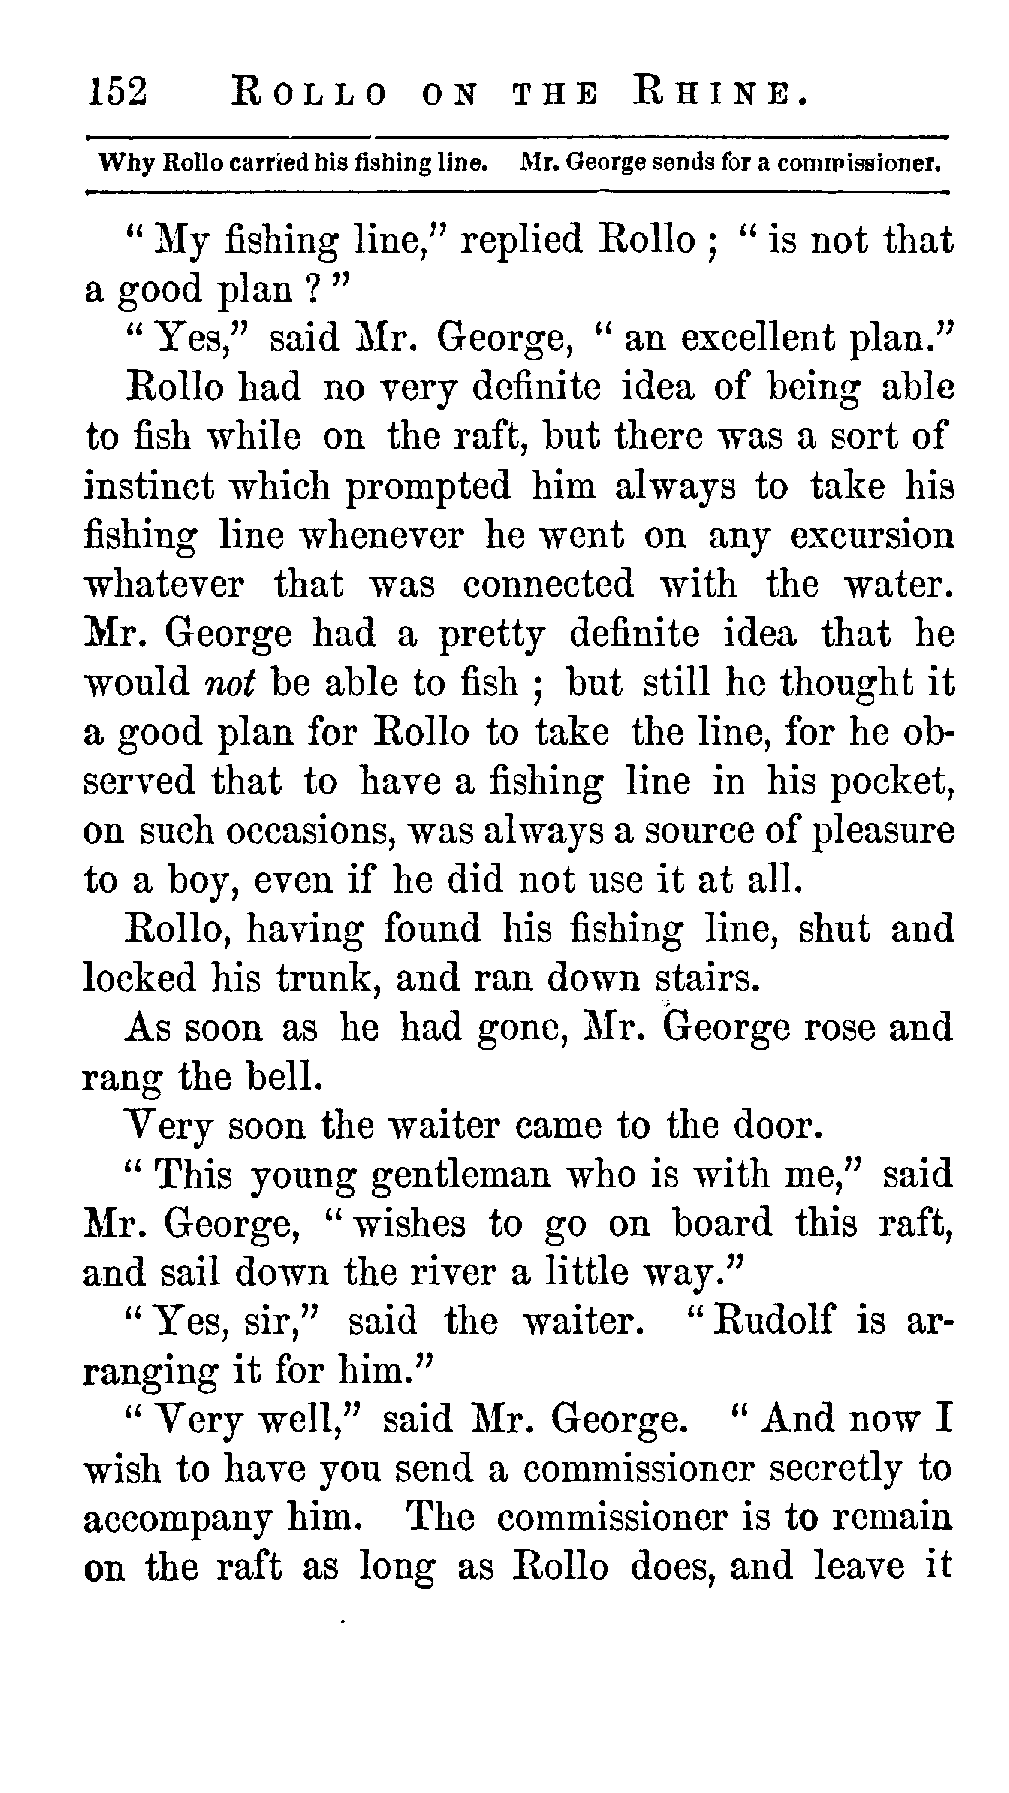 152 ROLLO ON THE RHINE.
Why Rollo carried his fishing line. Mr. George sends for a commissioner.
“ My fishing line,” replied Rollo ; “ is not that
a good plan ? ”
“ Yes,” said Mr. George, “ an excellent plan.”
Rollo had no very definite idea of being able
to fish while on the raft, but there was a sort of
instinct which prompted him always to take his
fishing line whenever he went on any excursion
whatever that was connected with the water.
Mr. George had a pretty definite idea that he
would not be able to fish ; but still he thought it
a good plan for Rollo to take the line, for he ob-
served that to have a fishing line in his pocket,
on such occasions, was always a source of pleasure
to a boy, even if he did not use it at all.
Rollo, having found his fishing line, shut and
locked his trunk, and ran down stairs.
As soon as he had gone, Mr. George rose and
rang the bell.
Very soon the waiter came to the door.
“ This young gentleman who is with me,” said
Mr. George, “ wishes to go on board this raft,
and sail down the river a little way.”
“ Yes, sir,” said the waiter. “ Rudolf is ar-
ranging it for him.”
“ Very well,” said Mr. George. “ And now I
wish to have you send a commissioner secretly to
accompany him. The commissioner is to remain
on the raft as long as Rollo does, and leave it